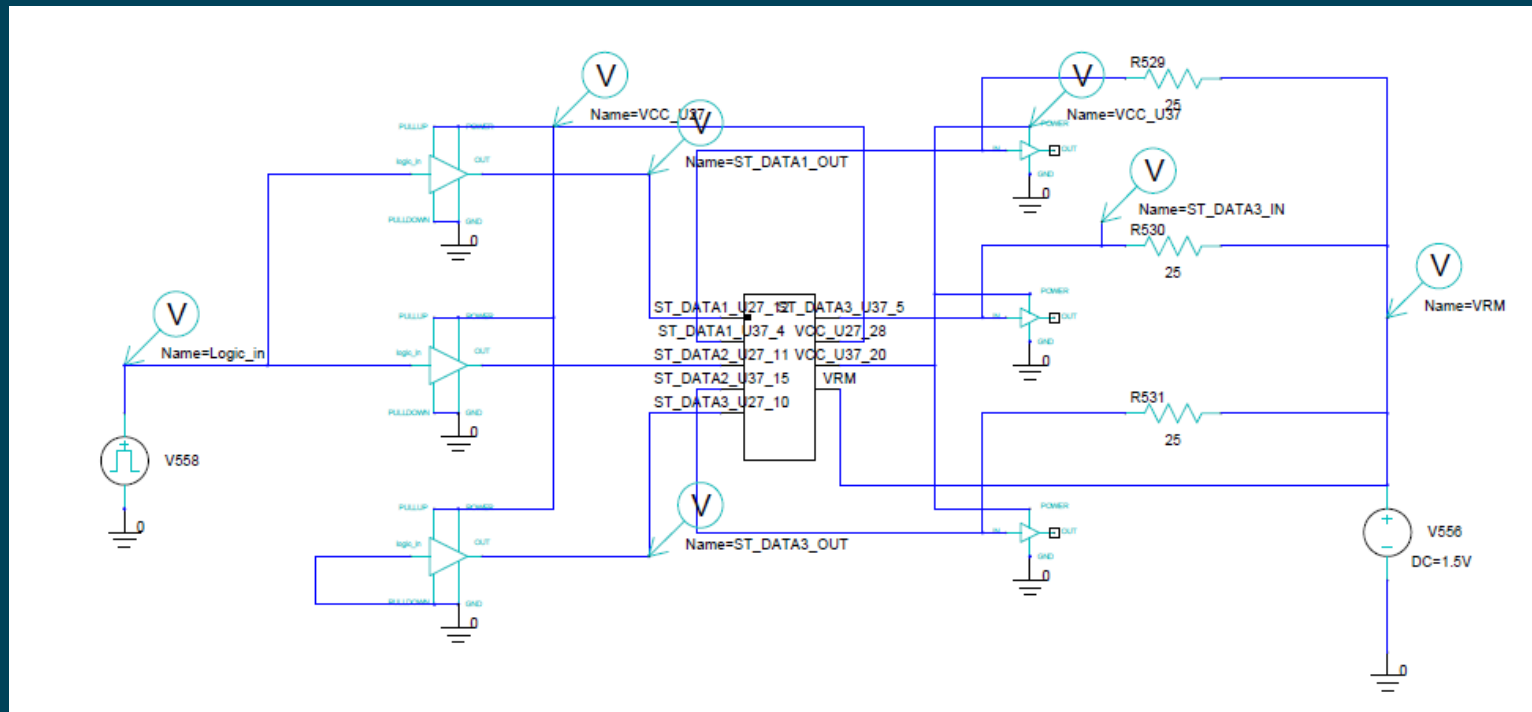 V
Name=VCC_U27
V
Name=ST_DATA1_OUT
R529
25
V
Name=VCC_U37
PULLUP
POWER
logic_in
OUT
PULLDOWN
GND
0
POWER
IN
OUT
GND
0
V
Name=ST_DATA3_IN
R530
25
V
Name=VRM
V
Name=Logic_in
PULLUP
POWER
logic_in
OUT
PULLDOWN
GND
0
ST_DATA1_U27_12
ST_DATA3_U37_5
ST_DATA1_U37_4
VCC_U27_28
ST_DATA2_U27_11
VCC_U37_20
ST_DATA2_U37_15
VRM
ST_DATA3_U27_10
POWER
IN
OUT
GND
0
R531
25
V558
0
PULLUP
POWER
logic_in
OUT
PULLDOWN
GND
0
V
Name=ST_DATA3_OUT
POWER
IN
OUT
GND
0
V556
DC=1.5V
0